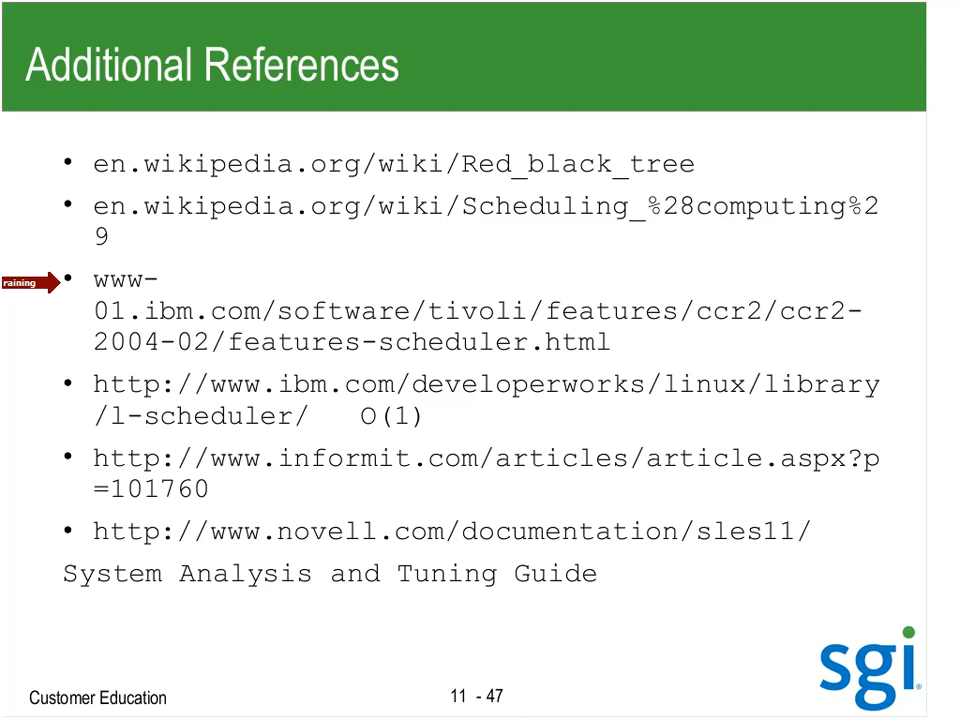 Additional References
• en.wikipedia.org/wiki/Red_black_tree
• en.wikipedia.org/wiki/Scheduling_%28computing%2
9
raining
• www-
01.ibm.com/software/tivoli/features/ccr2/ccr2-
2004-02/features-scheduler.html
• http://www.ibm.com/developerworks/linux/library
/l-scheduler/   O(1)
• http://www.informit.com/articles/article.aspx?p
=101760
• http://www.novell.com/documentation/sles11/
System Analysis and Tuning Guide
sgi®
Customer Education
11 - 47